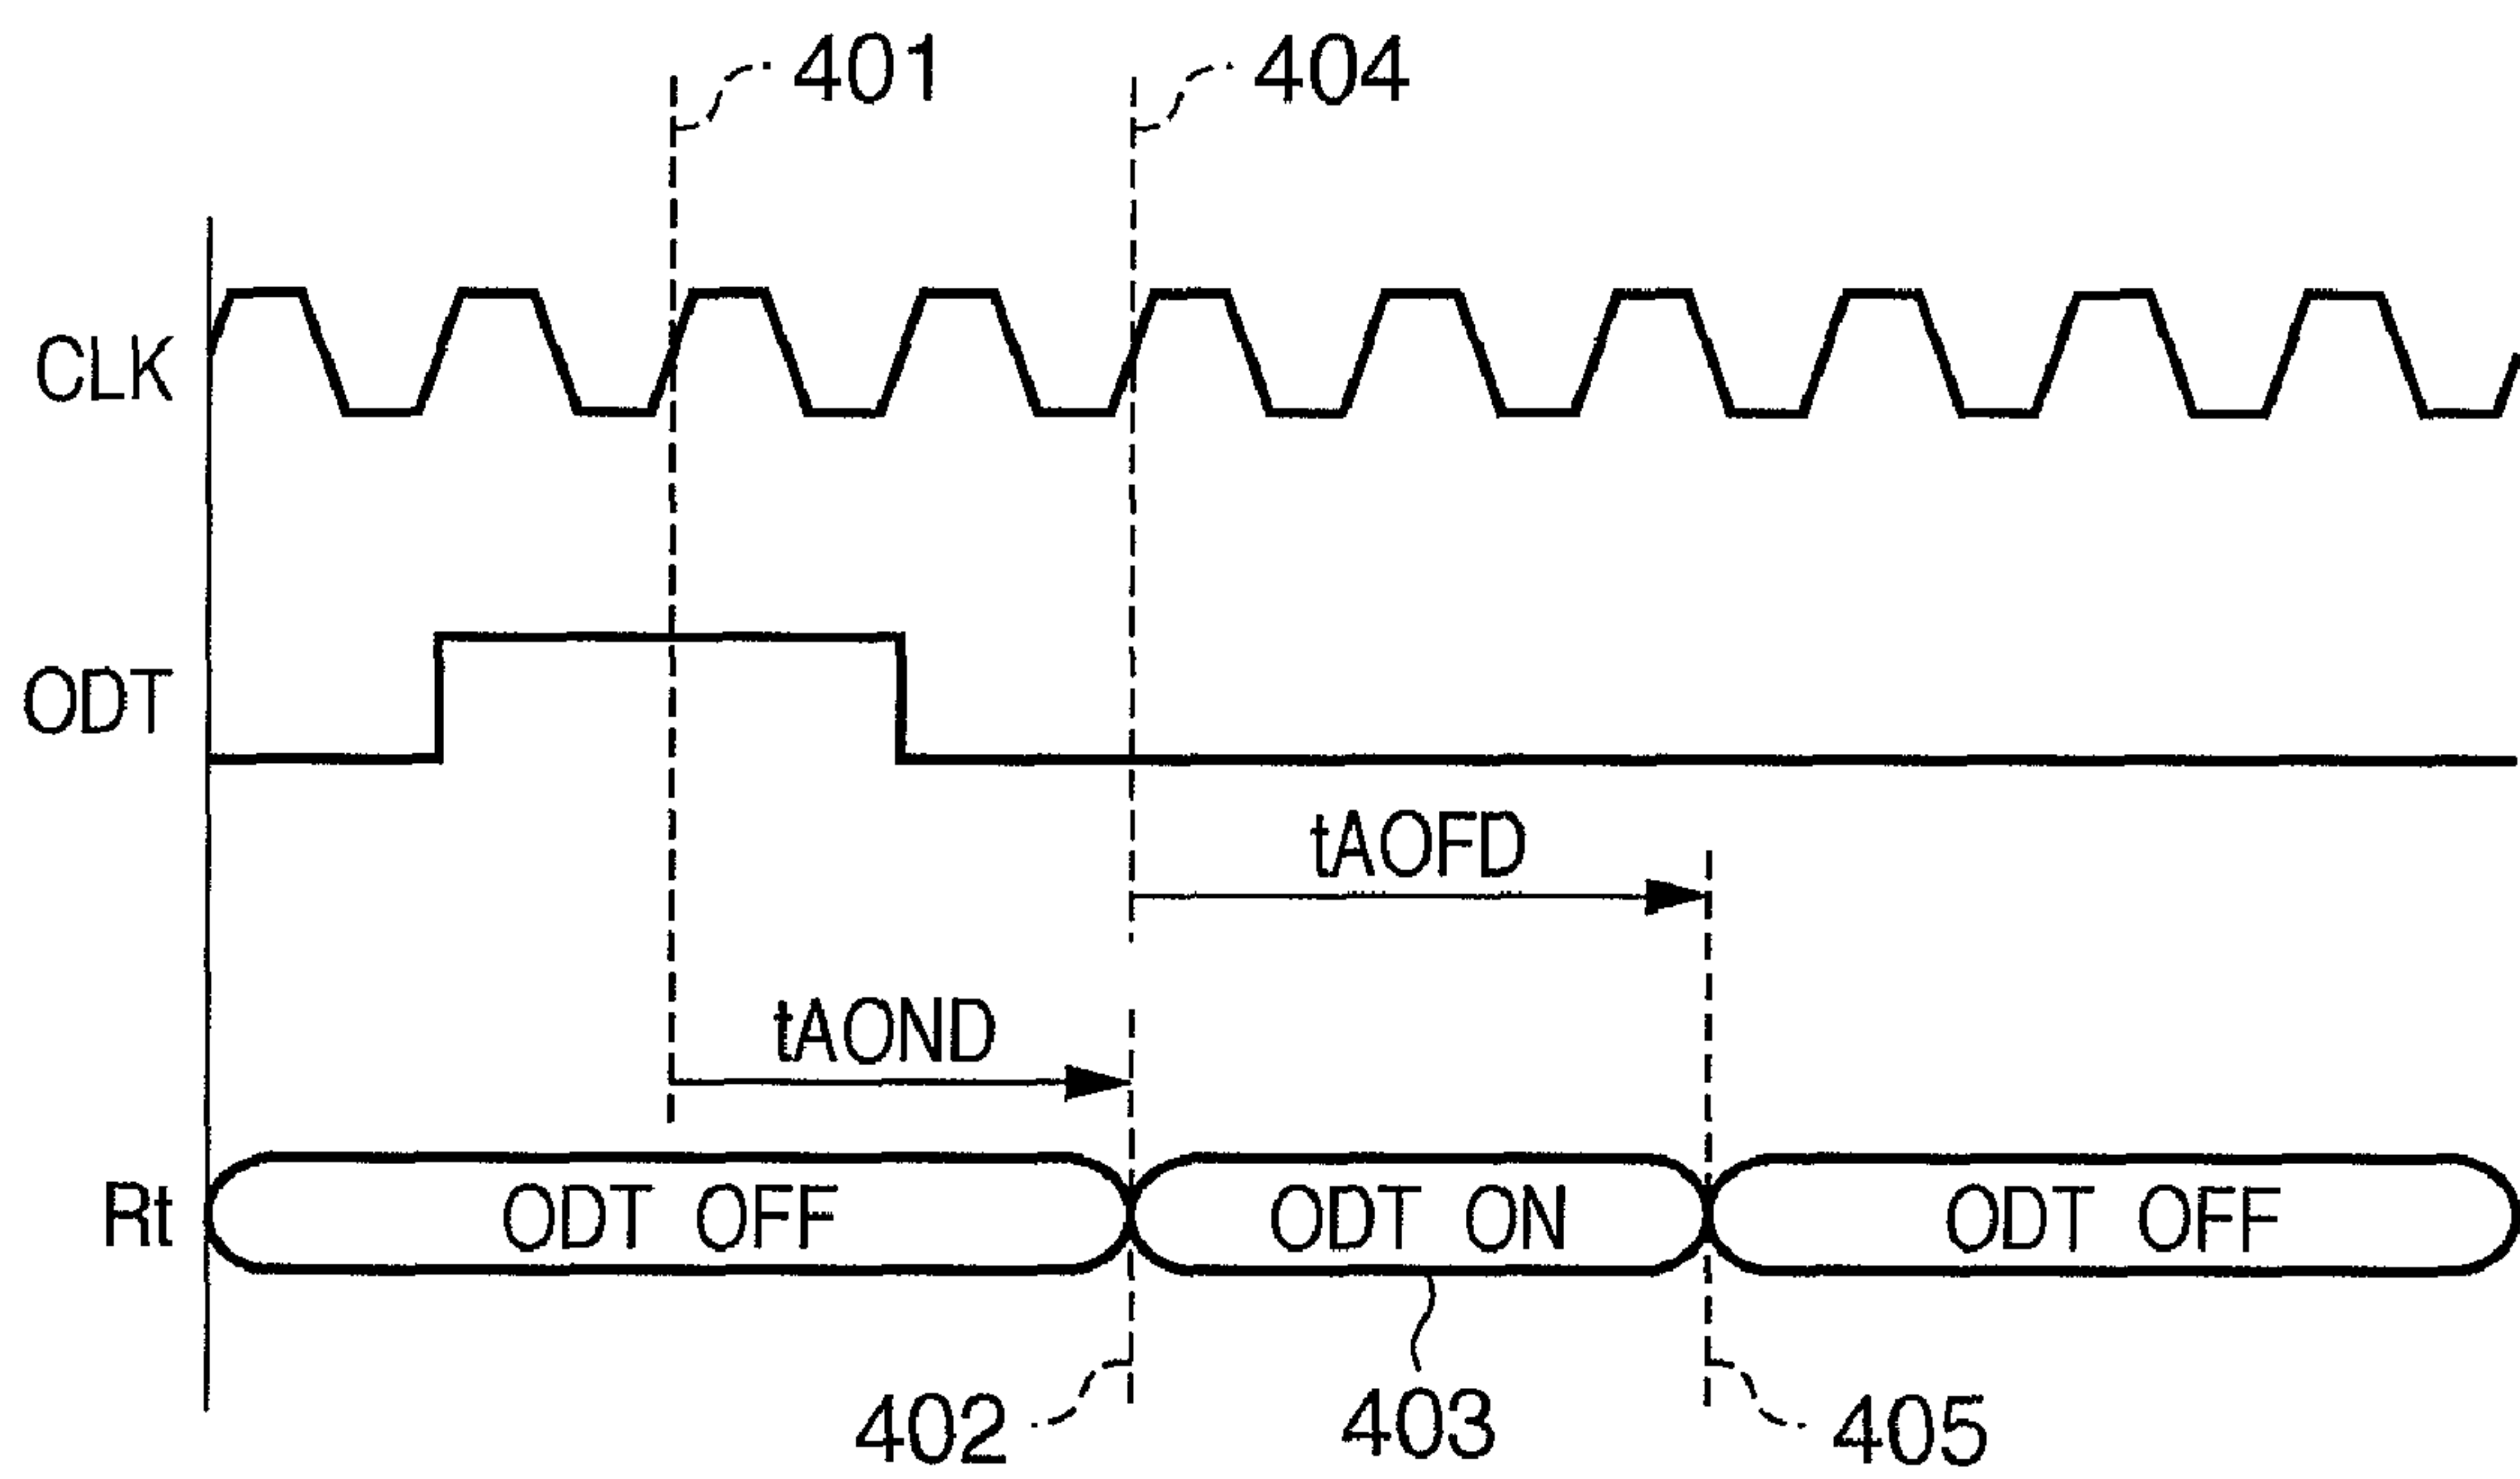 401
404
CLK
ODT
tAOFD
tAOND
Rt
ODT OFF
ODT ON
ODT OFF
402
403
405